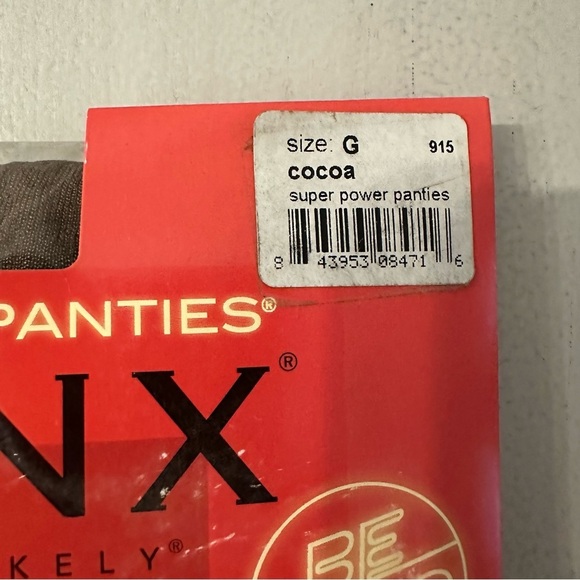 size: G 915
cocoa
super power panties
8 43953 08471 6
PANTIES®
NX®
KELY®
BE